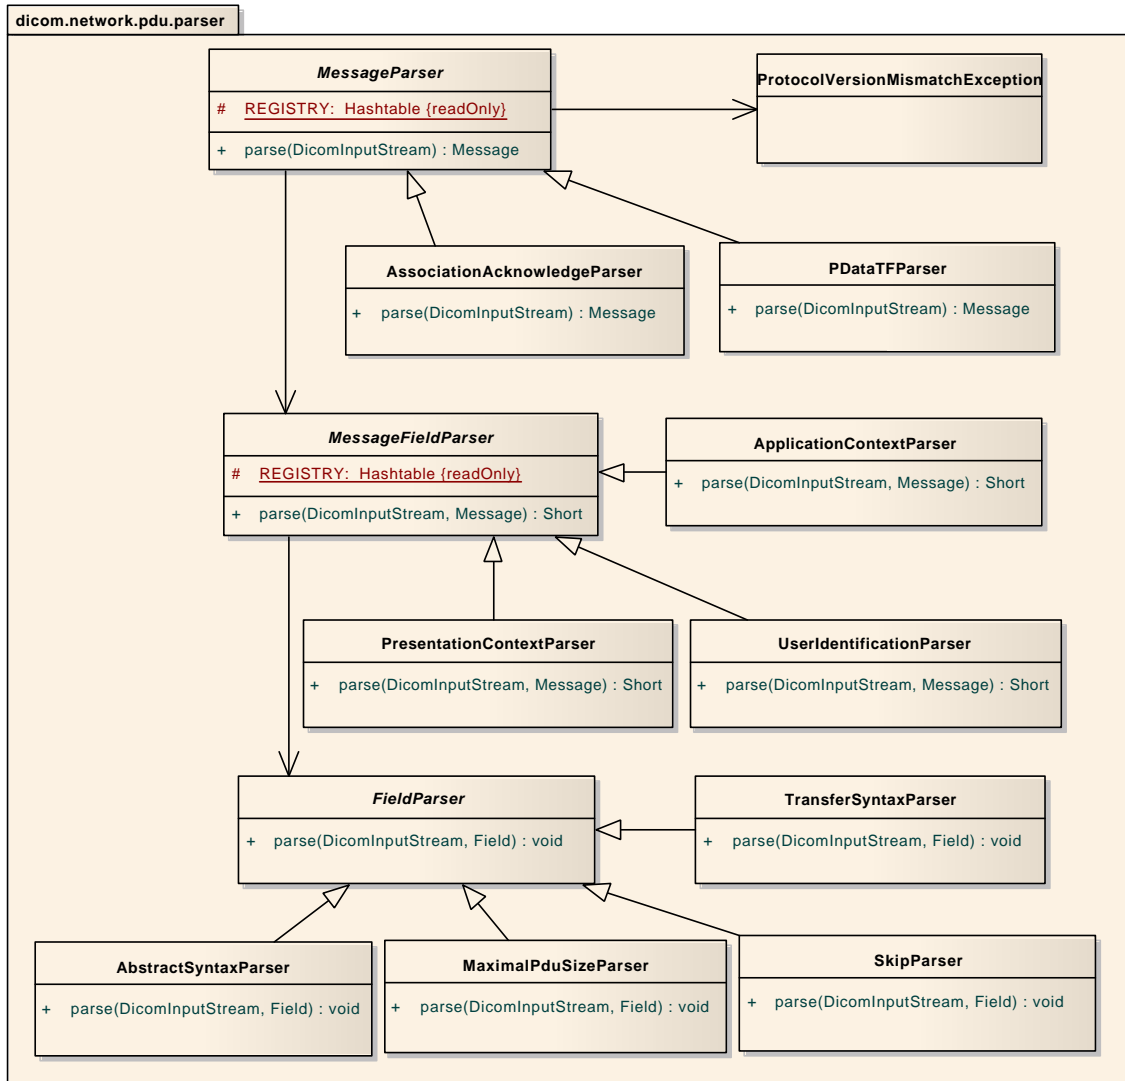 dicom.network.pdu.parser
MessageParser
# REGISTRY: Hashtable {readOnly}
+ parse(DicomInputStream) : Message
ProtocolVersionMismatchException
AssociationAcknowledgeParser
+ parse(DicomInputStream) : Message
PDataTFParser
+ parse(DicomInputStream) : Message
MessageFieldParser
# REGISTRY: Hashtable {readOnly}
+ parse(DicomInputStream, Message) : Short
ApplicationContextParser
+ parse(DicomInputStream, Message) : Short
PresentationContextParser
+ parse(DicomInputStream, Message) : Short
UserIdentificationParser
+ parse(DicomInputStream, Message) : Short
FieldParser
+ parse(DicomInputStream, Field) : void
TransferSyntaxParser
+ parse(DicomInputStream, Field) : void
AbstractSyntaxParser
+ parse(DicomInputStream, Field) : void
MaximalPduSizeParser
+ parse(DicomInputStream, Field) : void
SkipParser
+ parse(DicomInputStream, Field) : void